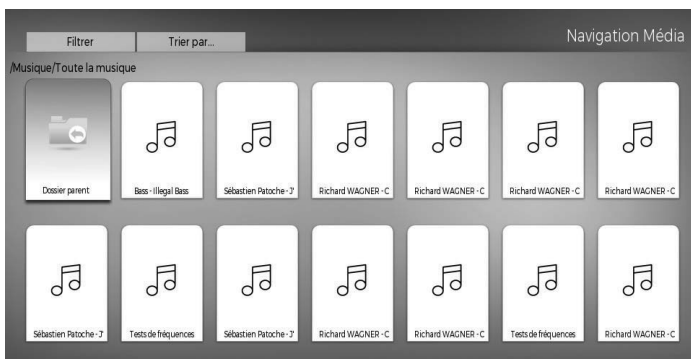 Filtrer
Trier par...
Navigation Média
/Musique/Toute la musique
Dossier parent
Bass - Illegal Bass
Sébastien Patoche - J'
Richard WAGNER - C
Richard WAGNER - C
Richard WAGNER - C
Richard WAGNER - C
Sébastien Patoche - J'
Tests de fréquences
Sébastien Patoche - J'
Richard WAGNER - C
Richard WAGNER - C
Tests de fréquences
Richard WAGNER - C